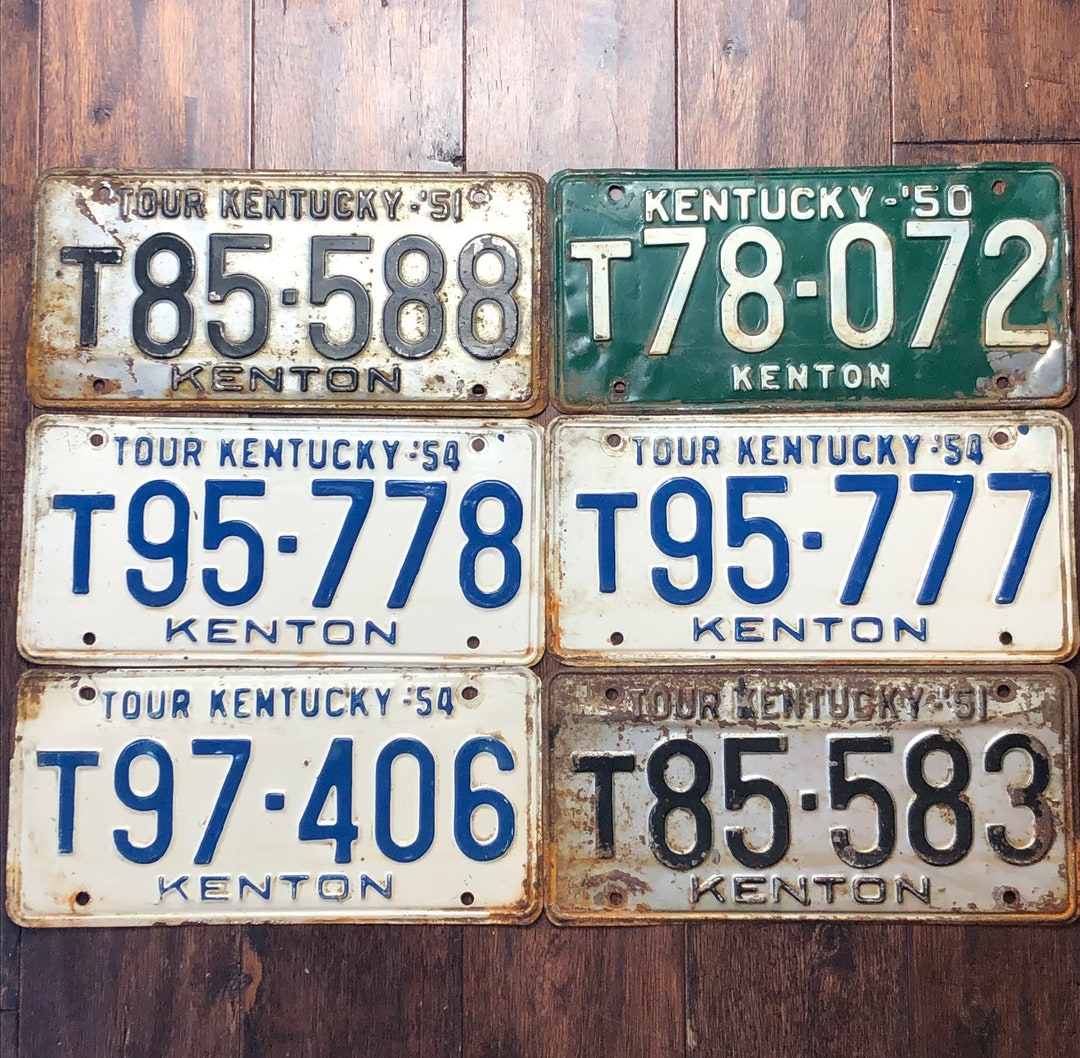 TOUR KENTUCKY-'51
T85·588
KENTON
KENTUCKY-'50
T78-072
KENTON
TOUR KENTUCKY-'54
T95·778
KENTON
TOUR KENTUCKY-'54
T95·777
KENTON
TOUR KENTUCKY-'54
T97·406
KENTON
TOUR KENTUCKY-'51
T85·583
KENTON